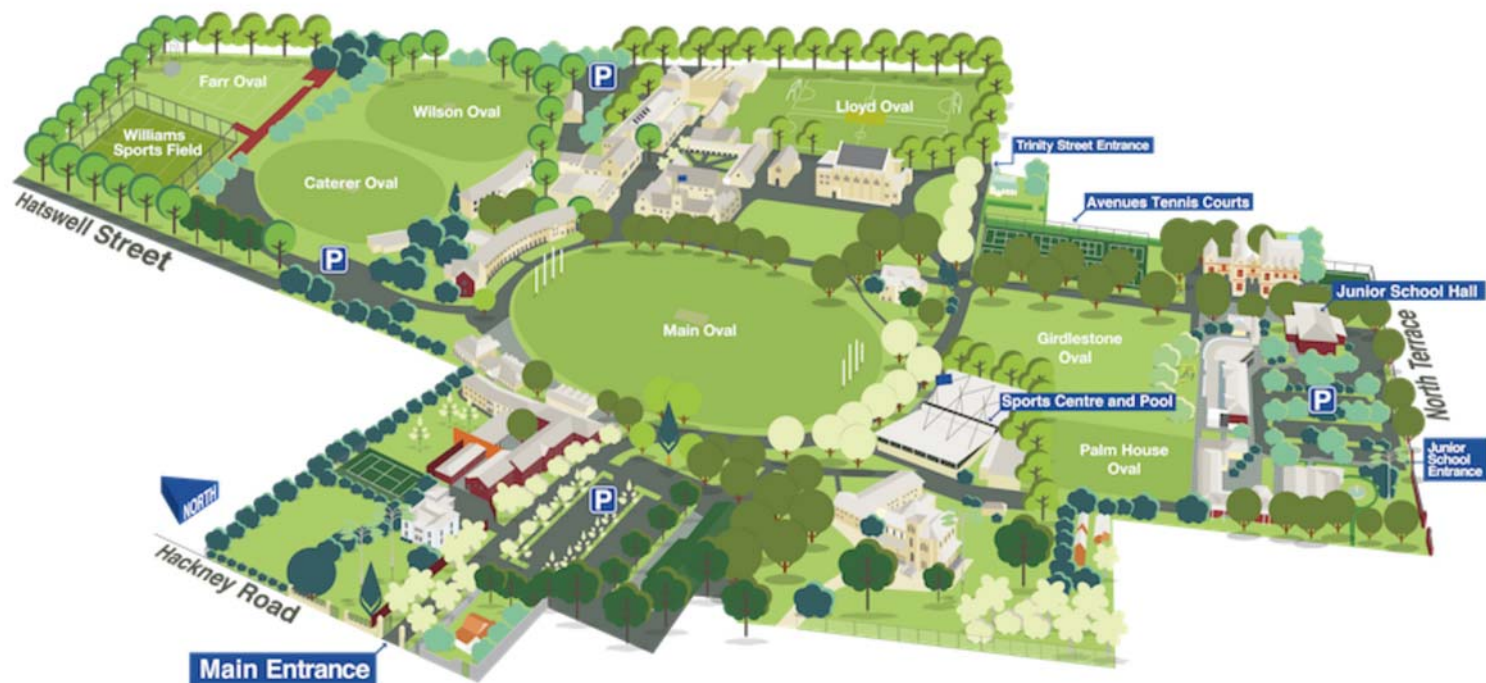 P
Farr Oval
Wilson Oval
Lloyd Oval
Williams
Sports Field
Trinity Street Entrance
Caterer Oval
Avenues Tennis Courts
Hatswell Street
P
Junior School Hall
Main Oval
Girdlestone
Oval
North Terrace
Sports Centre and Pool
P
Palm House
Oval
Junior
School
Entrance
NORTH
P
Hackney Road
Main Entrance